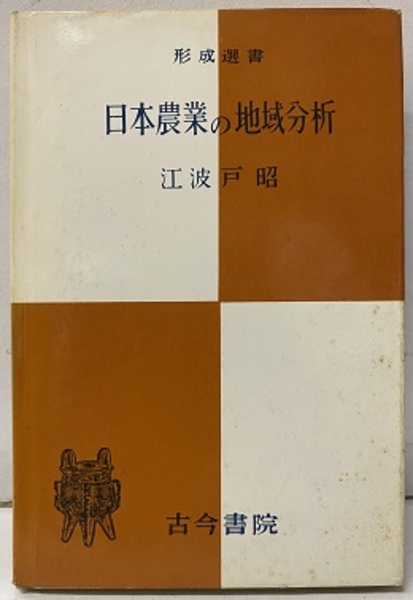 形成選書
日本農業の地域分析
江波戸昭
古今書院